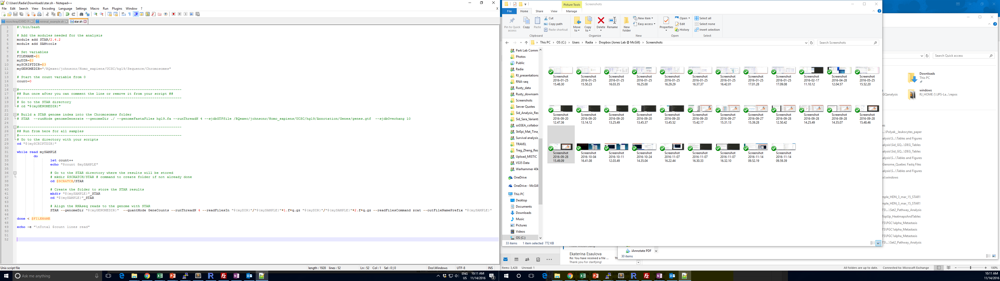 C:\Users\Radia\Downloads\star.sh - Notepad++
File Edit Search View Encoding Language Settings Macro Run Plugins Window ?
microArrayEXMD.R minimal_example.sh star.sh
#!/bin/bash
# Add the modules needed for the analysis
module add STAR/2.4.2
module add SAMtools
# Set variables
FILENAME=$1
myDIR=$2
mySCRIPTDIR=$3
myGENOMEDIR="/RQexec/johnsonr/Homo_sapiens/UCSC/hg19/Sequence/Chromosomes"
# Start the count variable from 0
count=0
#------------------------------------------------------------------------------
## Run once after you can comment the line or remove it from your script ##
#------------------------------------------------------------------------------
# Go to the STAR directory
# cd "${myGENOMEDIR}"
# Build a STAR genome index into the Chromosomes folder
# STAR --runMode genomeGenerate --genomeDir ./ --genomeFastaFiles hg19.fa --runThreadN 4 --sjdbGTFfile /RQexec/johnsonr/Homo_sapiens/UCSC/hg19/Annotation/Genes/genes.gtf --sjdbOverhang 10
#------------------------------------------------------------------------------
## Run from here for all samples
#------------------------------------------------------------------------------
# Go to the directory with your scripts
cd "${mySCRIPTDIR}"
while read mySAMPLE
do
let count++
echo "$count $mySAMPLE"
# Go to the STAR directory where the results will be stored
# mkdir $SCRATCH/STAR # command to create folder if not already done
cd $SCRATCH/STAR
# Create the folder to store the STAR results
mkdir "${mySAMPLE}"_STAR
cd "${mySAMPLE}"_STAR
# Align the RNAseq reads to the genome with STAR
STAR --genomeDir "${myGENOMEDIR}" --quantMode GeneCounts --runThreadN 4 --readFilesIn "${myDIR}"/"${mySAMPLE}"*1.f*q.gz "${myDIR}"/"${mySAMPLE}"*2.f*q.gz --readFilesCommand zcat --outFileNamePrefix "${mySAMPLE}"
done < $FILENAME
echo -e "\nTotal $count lines read"
Unix script file length : 1928 lines : 52 Ln : 52 Col : 1 Sel : 0 | 0 Dos\Windows UTF-8 INS
Ask me anything
ENG US 10:11 AM 11/14/2016
Picture Tools Screenshots
File Home Share View Manage
Pin to Quick access Copy Paste Cut Copy path Paste shortcut Move to Copy to Delete Rename New folder New item Easy access Properties Open Edit History Select all Select none Invert selection
Clipboard Organize New Open Select
This PC > OS (C:) > Users > Radia > Dropbox (Jones Lab @ McGill) > Screenshots
Search Screenshots
Park Lab Comm
Photos
Public
Radia
RJ_presentations
RNA-seq
Rusty_data
Rusty_downsam
Screenshots
Server Quotes
Sid_Analysis_Res
Sid_Sara_Variants
ssGSEA_collabor
StrEpi_Mat_Tina_
Survival analysis
TRAVEL
Treg_Zheng_Res
Upload_MISTIC
VS35 Data
Warhammer 40k
OneDrive
OneDrive - McGill
This PC
Desktop
Documents
Downloads
Music
Pictures
Videos
OS (C:)
Screenshot 2016-01-25 15.48.30
Screenshot 2016-01-25 15.50.23
Screenshot 2016-01-25 16.03.35
Screenshot 2016-01-25 16.25.00
Screenshot 2016-01-25 16.29.29
Screenshot 2016-01-25 16.37.37
Screenshot 2016-01-25 16.42.01
Screenshot 2016-01-25 17.01.28
Screenshot 2016-01-25 17.09.08
Screenshot 2016-02-17 11.10.12
Screenshot 2016-04-28 12.04.57
Screenshot 2016-05-25 15.52.20
Screenshot 2016-09-20 12.47.36
Screenshot 2016-09-20 13.14.12
Screenshot 2016-09-20 13.25.49
Screenshot 2016-09-20 13.45.37
Screenshot 2016-09-20 13.45.52
Screenshot 2016-09-27 15.42.17
Screenshot 2016-09-27 15.31.13
Screenshot 2016-09-27 15.39.28
Screenshot 2016-09-28 12.50.42
Screenshot 2016-09-28 14.25.49
Screenshot 2016-09-28 14.35.07
Screenshot 2016-09-28 15.48.46
Screenshot 2016-09-28 15.49.09
Screenshot 2016-10-04 16.41.08
Screenshot 2016-10-11 12.03.49
Screenshot 2016-10-24 14.35.04
Screenshot 2016-11-07 16.22.44
Screenshot 2016-11-07 16.30.33
Screenshot 2016-11-07 16.32.10
Screenshot 2016-11-14 09.52.19
Screenshot 2016-11-14 09.59.39
33 items 1 item selected 772 KB
Search Quick access
Downloads
This PC
windows
GQanalysis RJ_HOME (\\JPS-La...\repos
...\Polyak__leukocytes_paper
alysis\S...\Tables and Figures
alysis\Sid_GQ...\DEG_Tables
alysis\Sid_GQ...\DEG_Tables
alysis\S...\Tables and Figures
Genome_Quebec Fastq Files
alysis\S...\Tables and Figures
os\windows
mple_HDN_3_mar_15_STAR1
mple_HDN_3_mar_15_STAR1
TS\...\Set2_Pathway_Analysis
TopUp_HeatmapsAndTables
TS\PGC1alpha_Metastasis
TS\PGC1alpha_Metastasis
TS\PGC1alpha_Metastasis
TS\...\Set2_Pathway_Analysis
iAnnotate PDF
30 items
Ekaterina Esaulova
Re: You have received a file ... Th
Thank you for clarifying!
Items: 3,428 Unread: 1
All folders are up to date. Connected to: Microsoft Exchange 100%
10:11 AM
11/14/2016